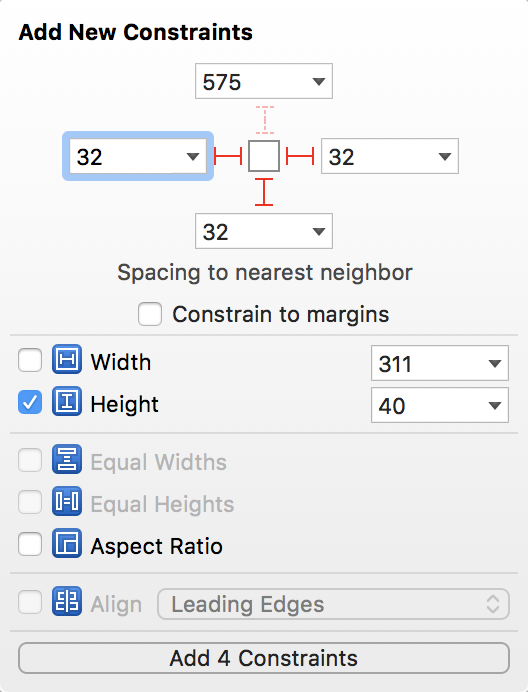 Add New Constraints
575
32 32
32
Spacing to nearest neighbor
Constrain to margins
Width 311
Height 40
Equal Widths
Equal Heights
Aspect Ratio
Align Leading Edges
Add 4 Constraints